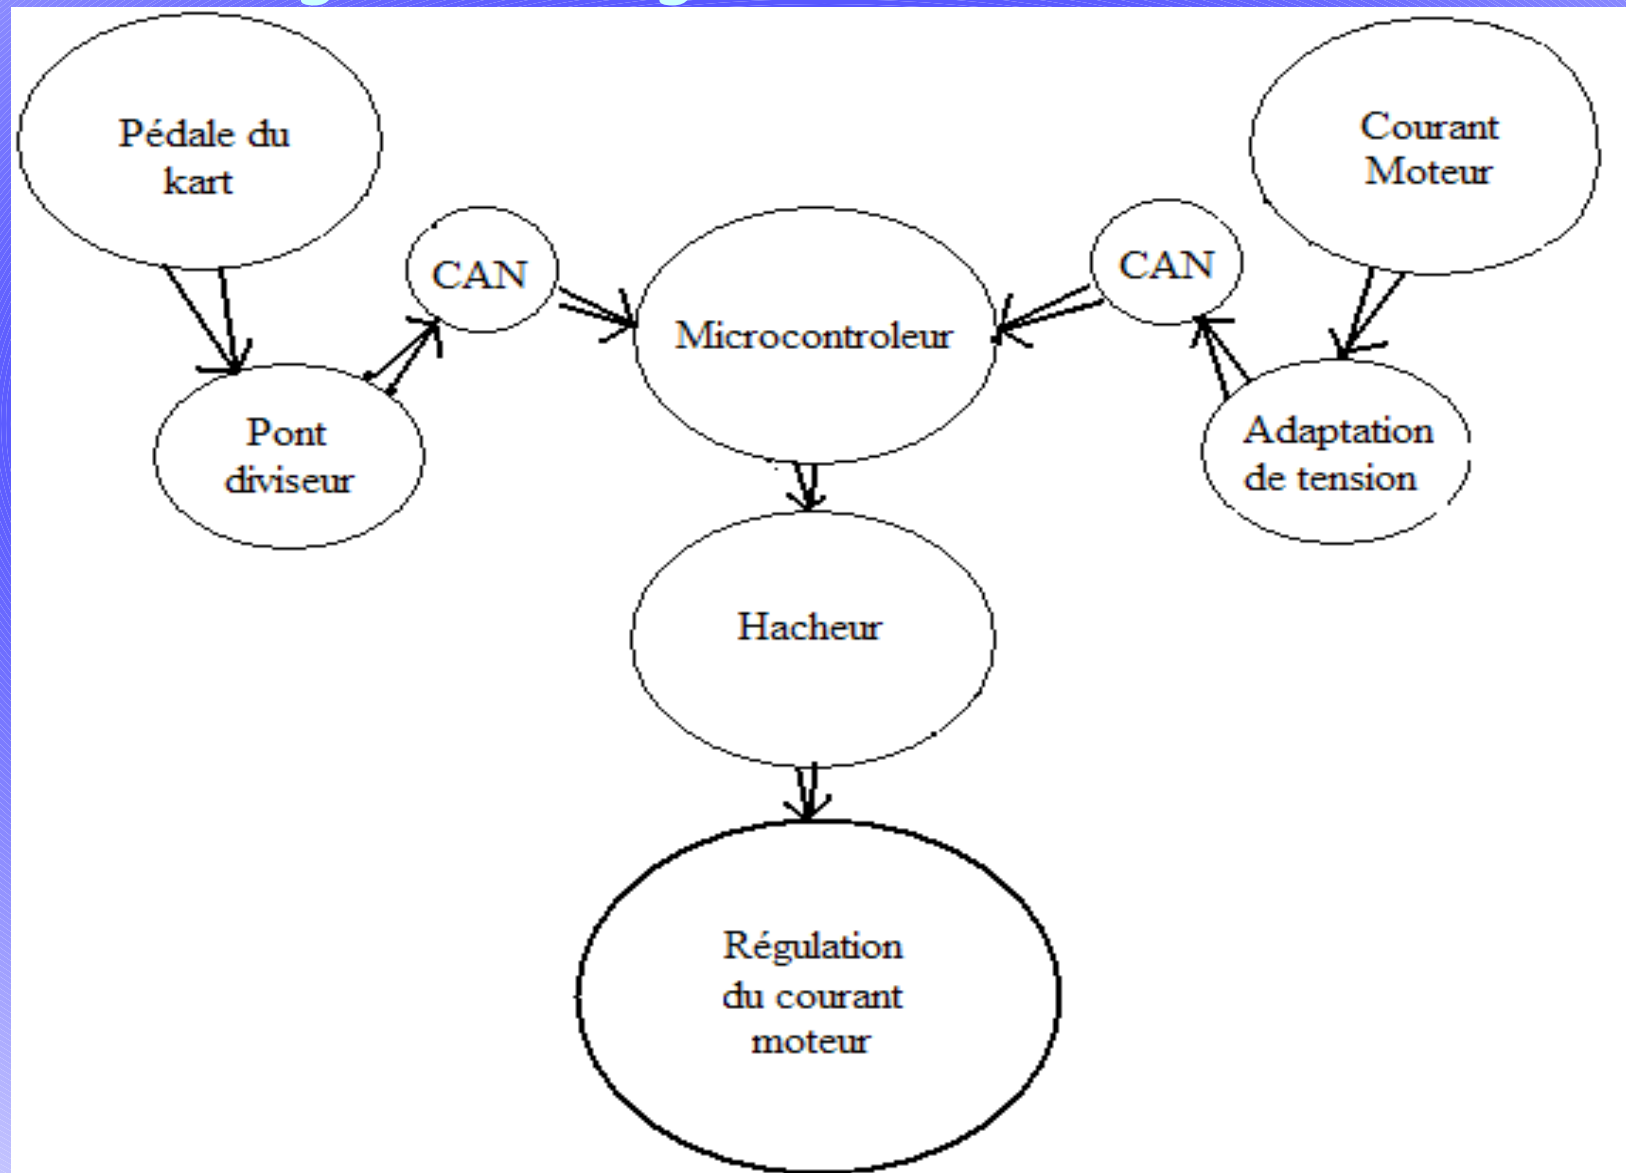 Pédale du
kart
Courant
Moteur
CAN
CAN
Microcontroleur
Pont
diviseur
Adaptation
de tension
Hacheur
Régulation
du courant
moteur